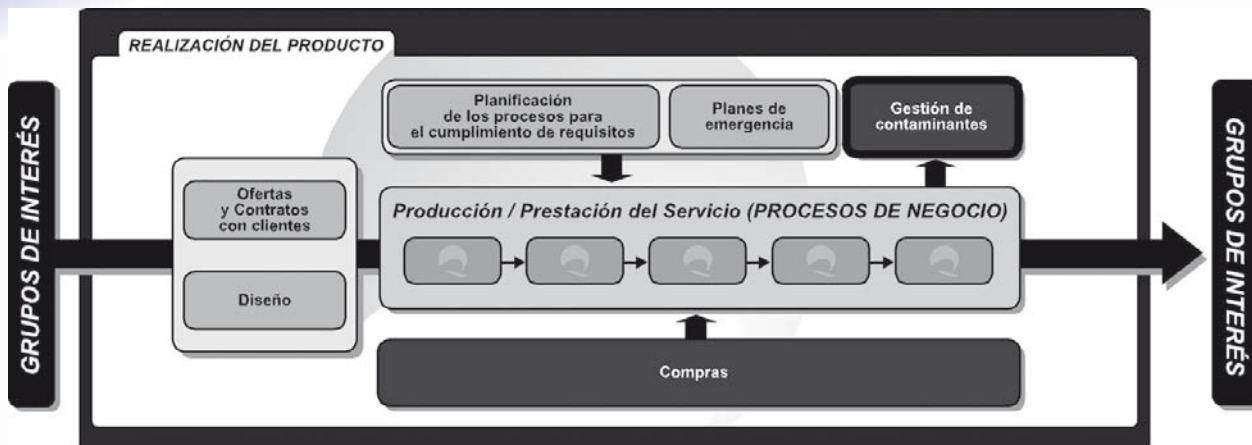 REALIZACIÓN DEL PRODUCTO
GRUPOS DE INTERÉS
Planificación
de los procesos para
el cumplimiento de requisitos
Planes de
emergencia
Gestión de
contaminantes
Ofertas
y Contratos
con clientes
Diseño
Producción / Prestación del Servicio (PROCESOS DE NEGOCIO)
Compras
GRUPOS DE INTERÉS